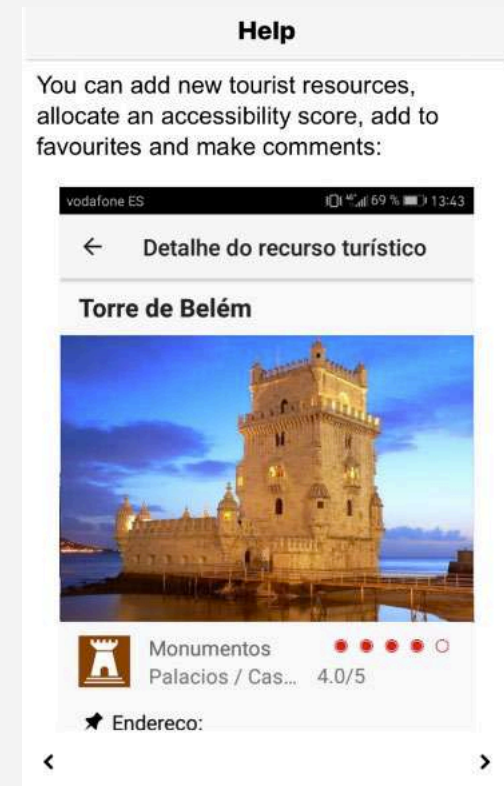 Help
You can add new tourist resources,
allocate an accessibility score, add to
favourites and make comments:
vodafone ES 69 % 13:43
Detalhe do recurso turístico
Torre de Belém
Monumentos
Palacios / Cas... 4.0/5
Endereco: